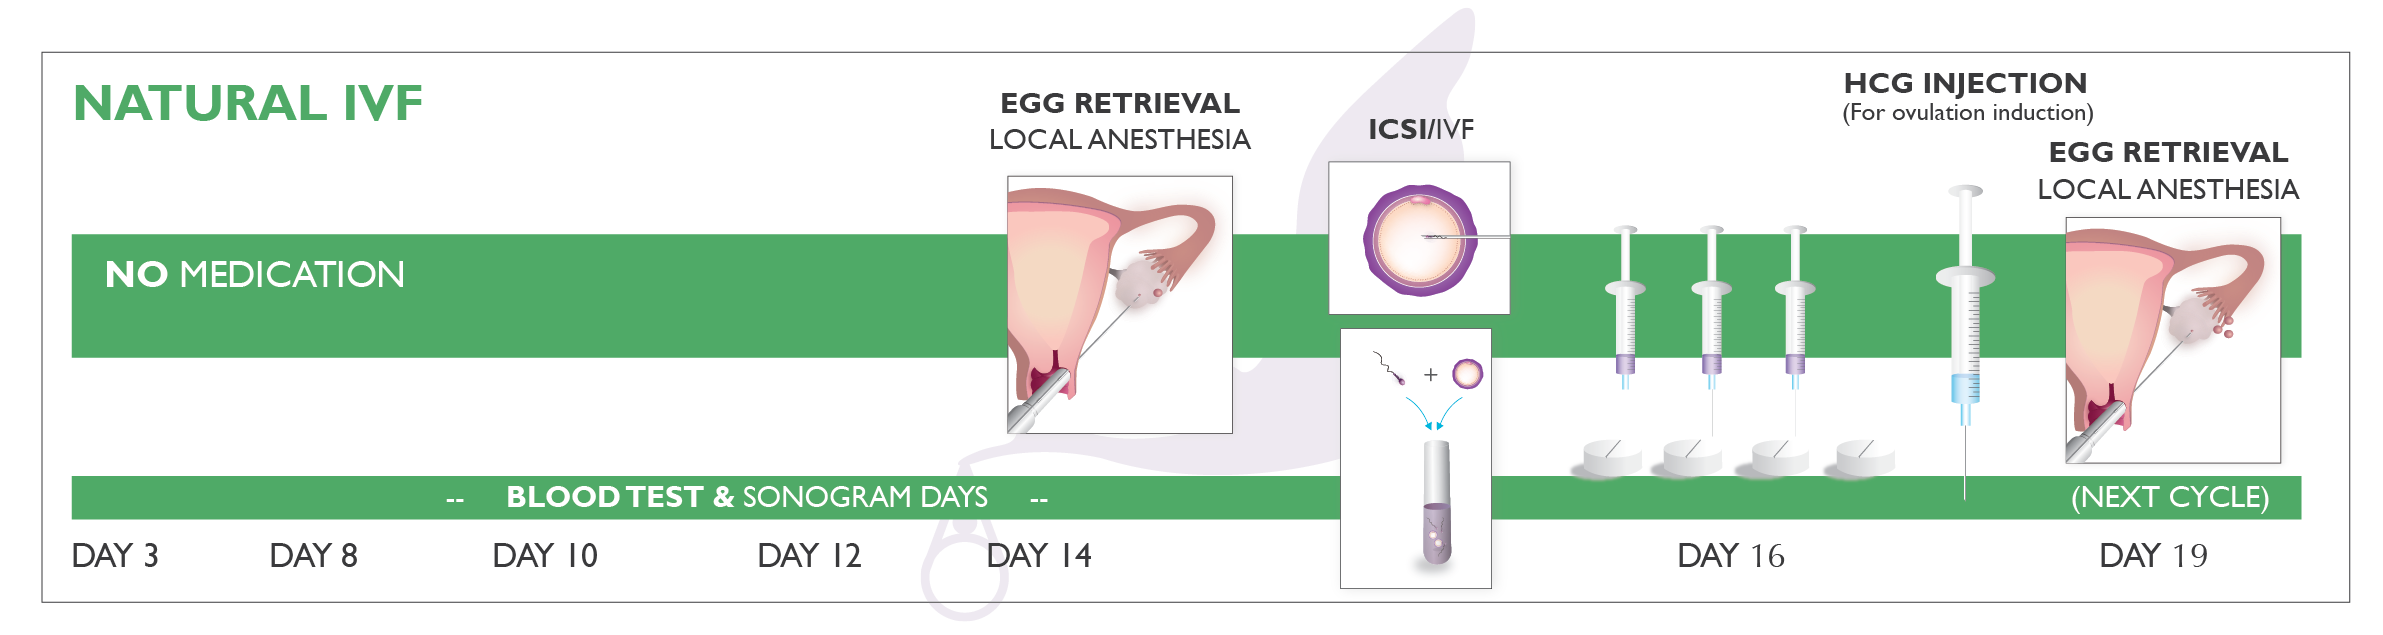 NATURAL IVF
EGG RETRIEVAL
LOCAL ANESTHESIA
ICSI/IVF
HCG INJECTION
(For ovulation induction)
EGG RETRIEVAL
LOCAL ANESTHESIA
NO MEDICATION
+
-- BLOOD TEST & SONOGRAM DAYS --
(NEXT CYCLE)
DAY 3
DAY 8
DAY 10
DAY 12
DAY 14
DAY 16
DAY 19